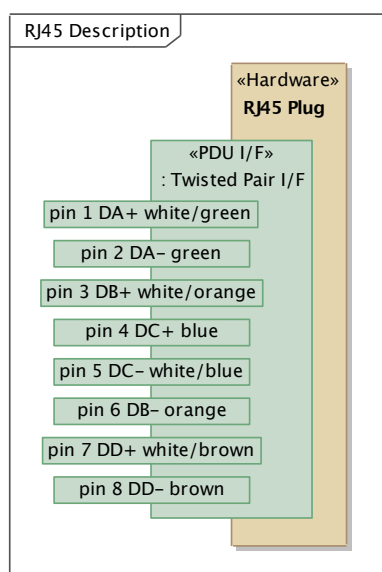 RJ45 Description
«Hardware»
RJ45 Plug
«PDU I/F»
: Twisted Pair I/F
pin 1 DA+ white/green
pin 2 DA– green
pin 3 DB+ white/orange
pin 4 DC+ blue
pin 5 DC– white/blue
pin 6 DB– orange
pin 7 DD+ white/brown
pin 8 DD– brown